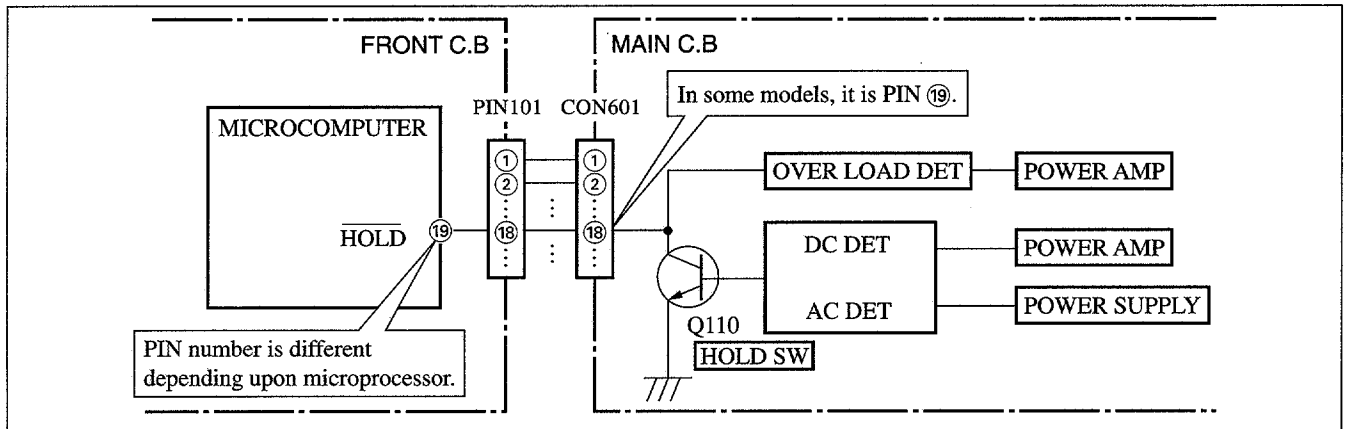 FRONT C.B
MAIN C.B
In some models, it is PIN ⑲.
PIN101
CON601
MICROCOMPUTER
①
①
②
②
OVER LOAD DET
POWER AMP
HOLD
⑲
⑱
⑱
DC DET
POWER AMP
AC DET
POWER SUPPLY
Q110
HOLD SW
PIN number is different
depending upon microprocessor.